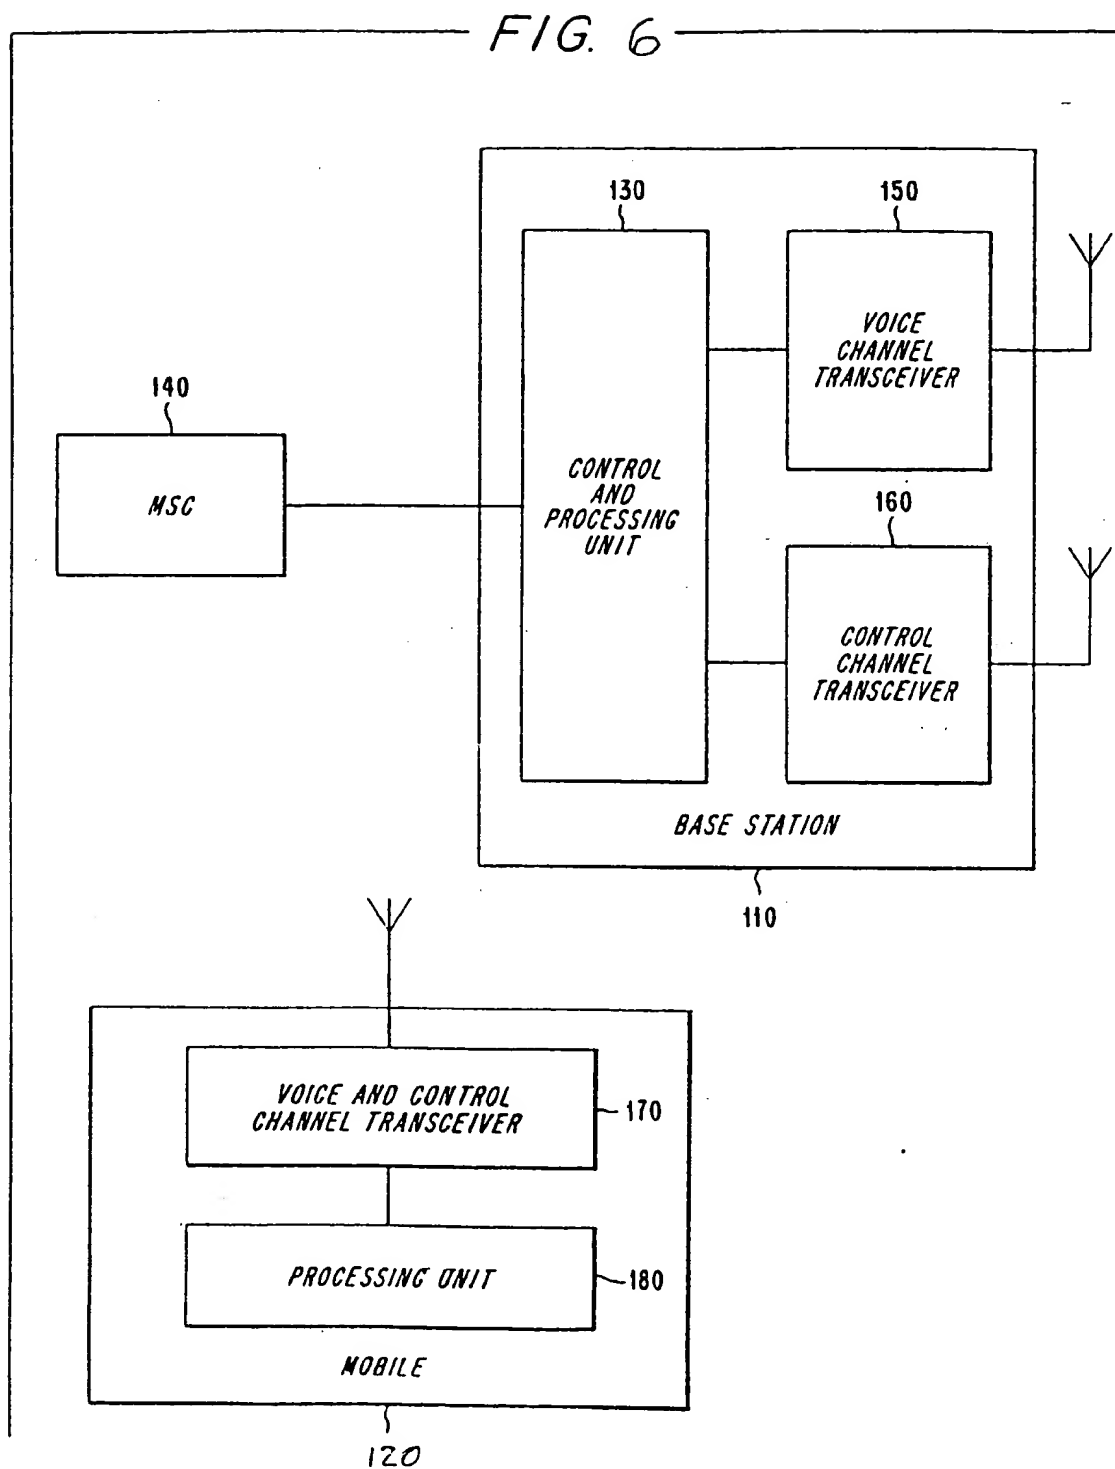 FIG. 6
130
150
VOICE
CHANNEL
TRANSCEIVER
140
MSC
CONTROL
AND
PROCESSING
UNIT
160
CONTROL
CHANNEL
TRANSCEIVER
BASE STATION
110
VOICE AND CONTROL
CHANNEL TRANSCEIVER
170
PROCESSING UNIT
180
MOBILE
120